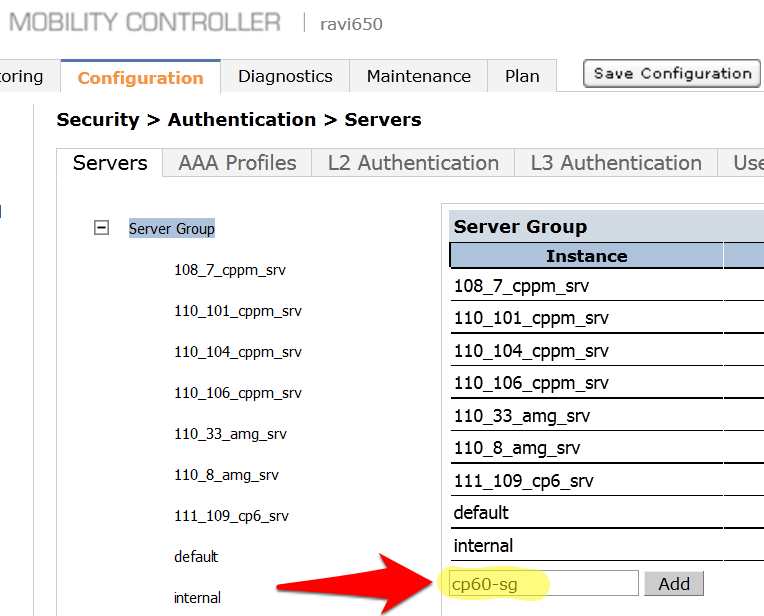 MOBILITY CONTROLLER | ravi650
oring Configuration Diagnostics Maintenance Plan Save Configuration
Security > Authentication > Servers
Servers AAA Profiles L2 Authentication L3 Authentication Use
Server Group
108_7_cppm_srv
110_101_cppm_srv
110_104_cppm_srv
110_106_cppm_srv
110_33_amg_srv
110_8_amg_srv
111_109_cp6_srv
default
internal
Server Group
Instance
108_7_cppm_srv
110_101_cppm_srv
110_104_cppm_srv
110_106_cppm_srv
110_33_amg_srv
110_8_amg_srv
111_109_cp6_srv
default
internal
cp60-sg Add